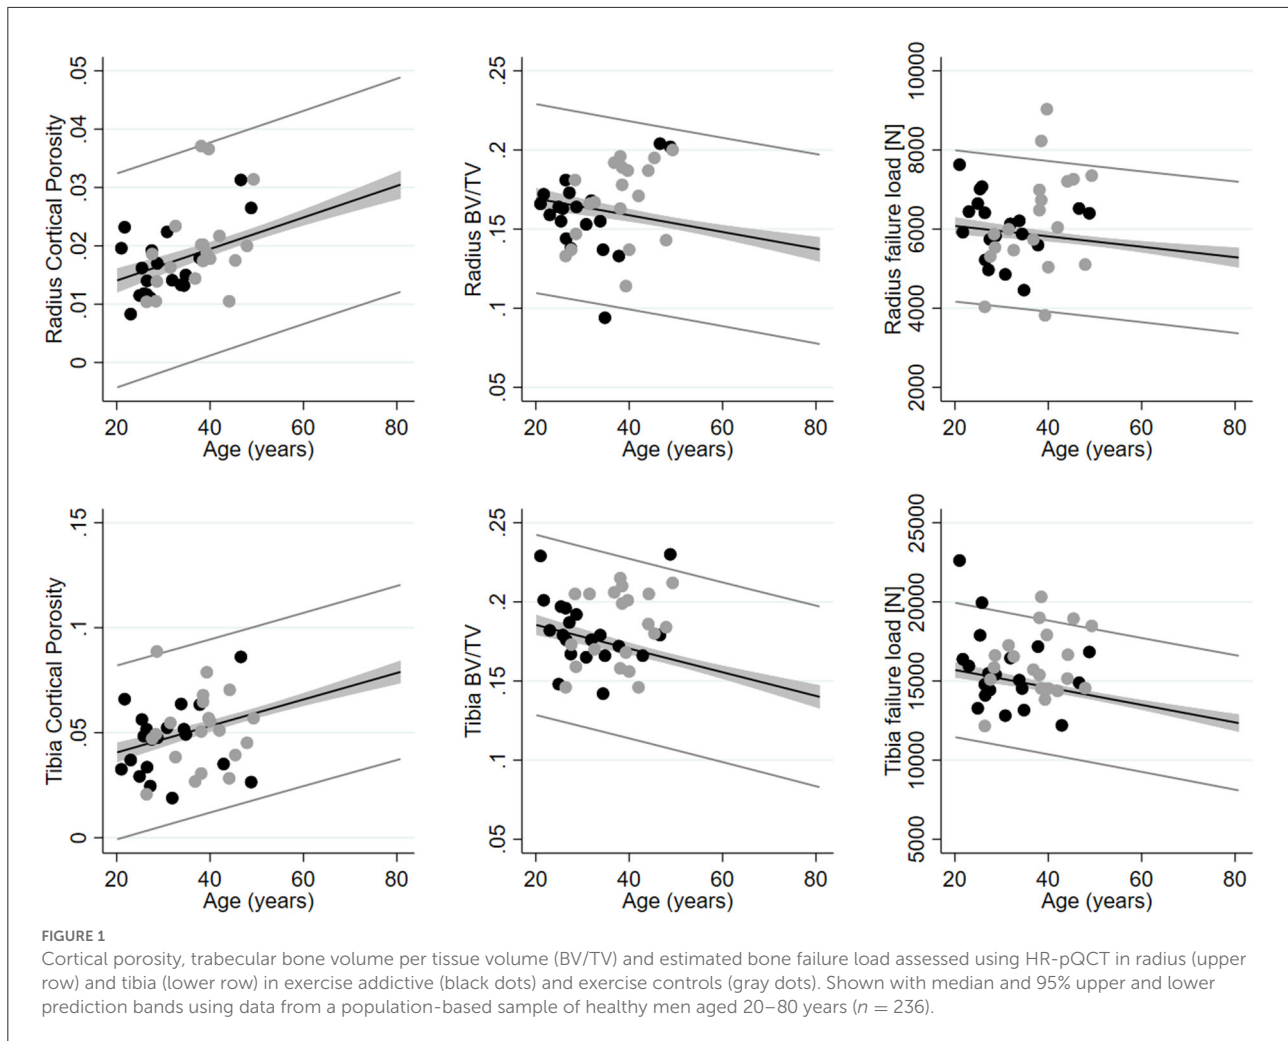 Radius Cortical Porosity
.05
.04
.03
.02
.01
0
20 40 60 80
Age (years)
Radius BV/TV
.25
.2
.15
.1
.05
20 40 60 80
Age (years)
Radius failure load [N]
10000
8000
6000
4000
2000
20 40 60 80
Age (years)
Tibia Cortical Porosity
.15
.1
.05
0
20 40 60 80
Age (years)
Tibia BV/TV
.25
.2
.15
.1
.05
20 40 60 80
Age (years)
Tibia failure load [N]
25000
20000
15000
10000
5000
20 40 60 80
Age (years)
FIGURE 1
Cortical porosity, trabecular bone volume per tissue volume (BV/TV) and estimated bone failure load assessed using HR-pQCT in radius (upper
row) and tibia (lower row) in exercise addictive (black dots) and exercise controls (gray dots). Shown with median and 95% upper and lower
prediction bands using data from a population-based sample of healthy men aged 20–80 years (n = 236).